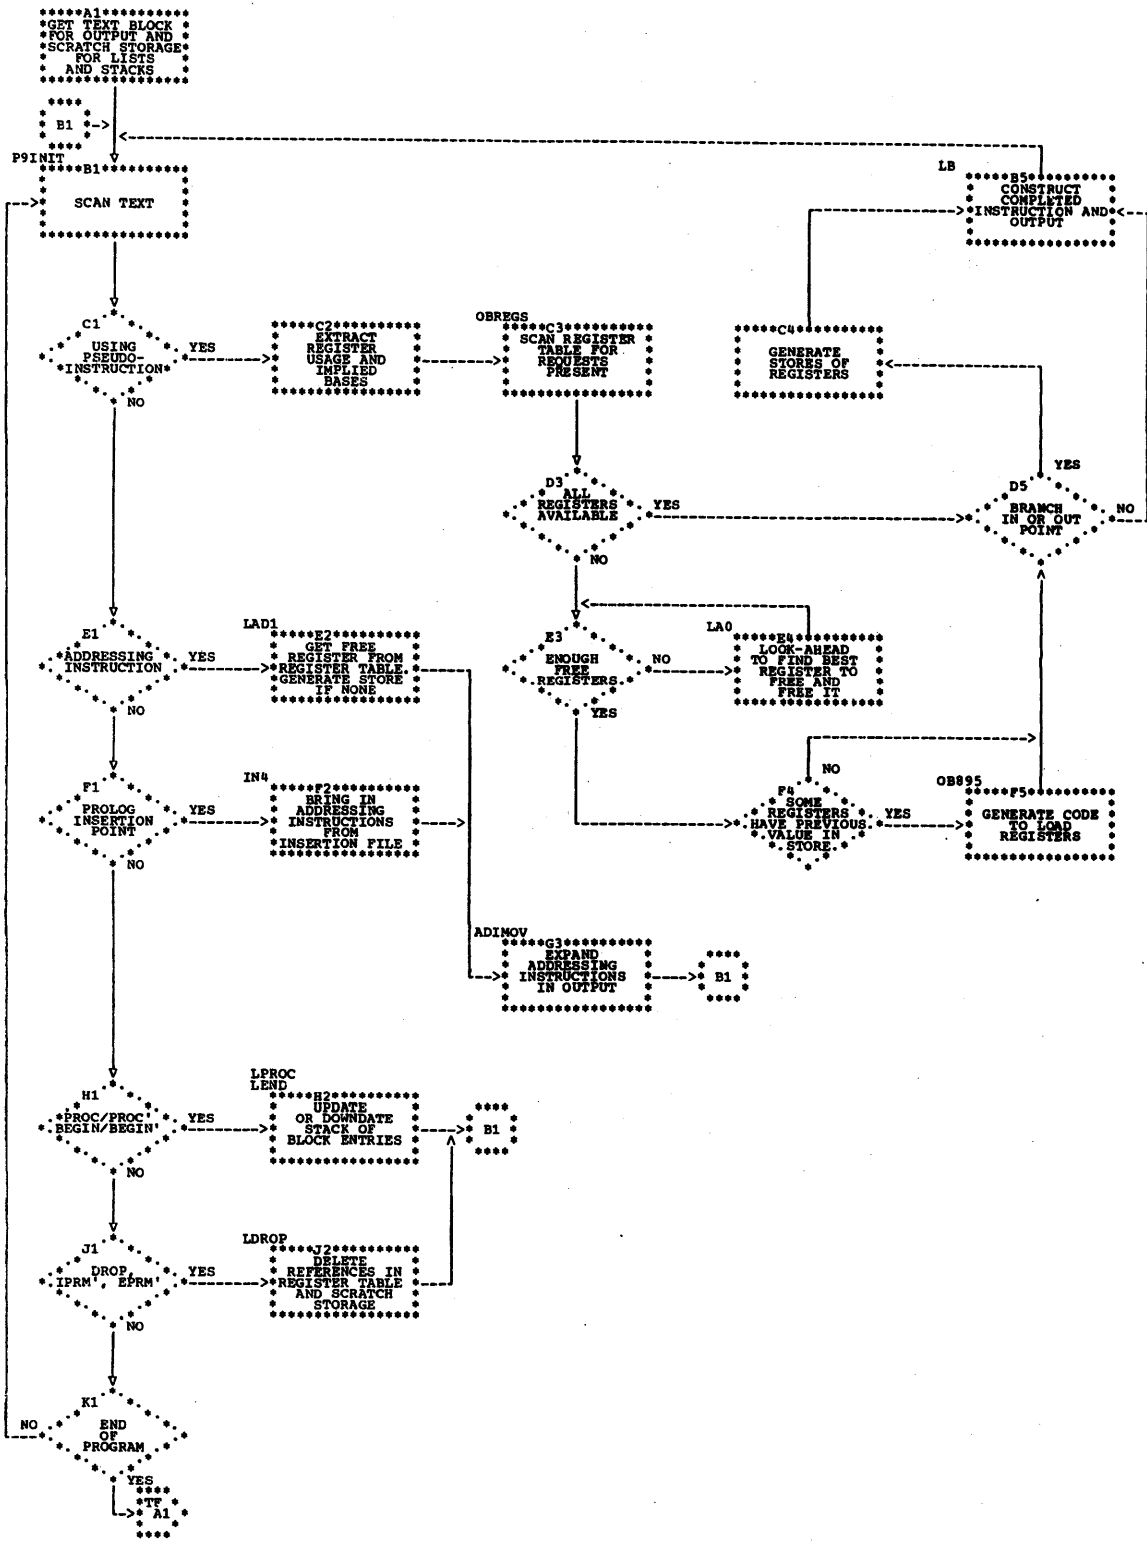 A1
GET TEXT BLOCK
FOR OUTPUT AND
SCRATCH STORAGE
FOR LISTS
AND STACKS
B1
P9INIT
B1
SCAN TEXT
LB
B5
CONSTRUCT
COMPLETED
INSTRUCTION AND
OUTPUT
C1
USING
PSEUDO-
INSTRUCTION
YES
NO
C2
EXTRACT
REGISTER
USAGE AND
IMPLIED
BASES
OBREGS
C3
SCAN REGISTER
TABLE FOR
REQUESTS
PRESENT
C4
GENERATE
STORES OF
REGISTERS
D3
ALL
REGISTERS
AVAILABLE
YES
NO
D5
BRANCH
IN OR OUT
POINT
YES
NO
E1
ADDRESSING
INSTRUCTION
YES
NO
LAD1
E2
GET FREE
REGISTER FROM
REGISTER TABLE.
GENERATE STORE
IF NONE
E3
ENOUGH
FREE
REGISTERS
NO
YES
LA0
E4
LOOK-AHEAD
TO FIND BEST
REGISTER TO
FREE AND
FREE IT
F1
PROLOG
INSERTION
POINT
YES
NO
IN4
F2
BRING IN
ADDRESSING
INSTRUCTIONS
FROM
INSERTION FILE
F4
SOME
REGISTERS
HAVE PREVIOUS
VALUE IN
STORE
NO
YES
OB895
F5
GENERATE CODE
TO LOAD
REGISTERS
ADIMOV
G3
EXPAND
ADDRESSING
INSTRUCTIONS
IN OUTPUT
B1
H1
PROC/PROC'
BEGIN/BEGIN'
YES
NO
LPROC
LEND
H2
UPDATE
OR DOWNDATE
STACK OF
BLOCK ENTRIES
B1
J1
DROP,
IPRM', EPRM'
YES
NO
LDROP
J2
DELETE
REFERENCES IN
REGISTER TABLE
AND SCRATCH
STORAGE
K1
END
OF
PROGRAM
NO
YES
TF
A1